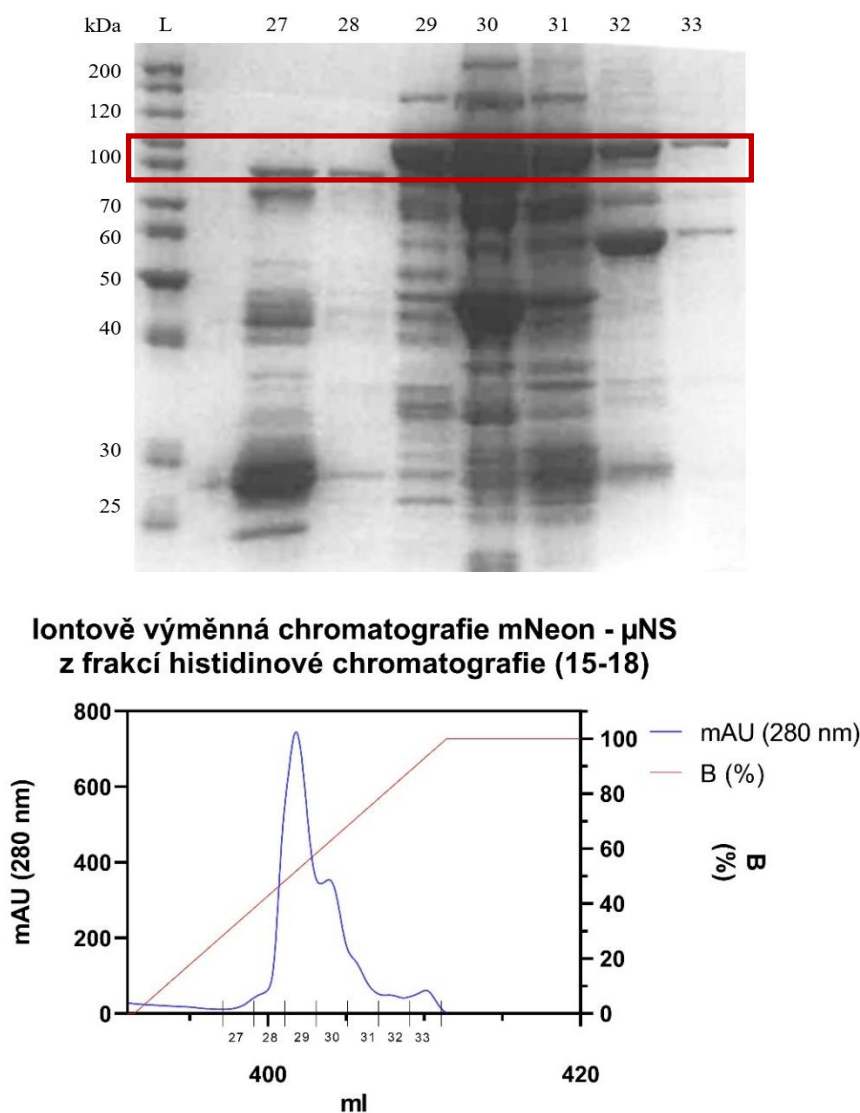 kDa L 27 28 29 30 31 32 33
200
120
100
70
60
50
40
30
25
Iontově výměnná chromatografie mNeon - µNS
z frakcí histidinové chromatografie (15-18)
mAU (280 nm)
800
600
400
200
0
100
80
60
40
20
0
B
(%)
mAU (280 nm)
B (%)
27 28 29 30 31 32 33
400 420
ml